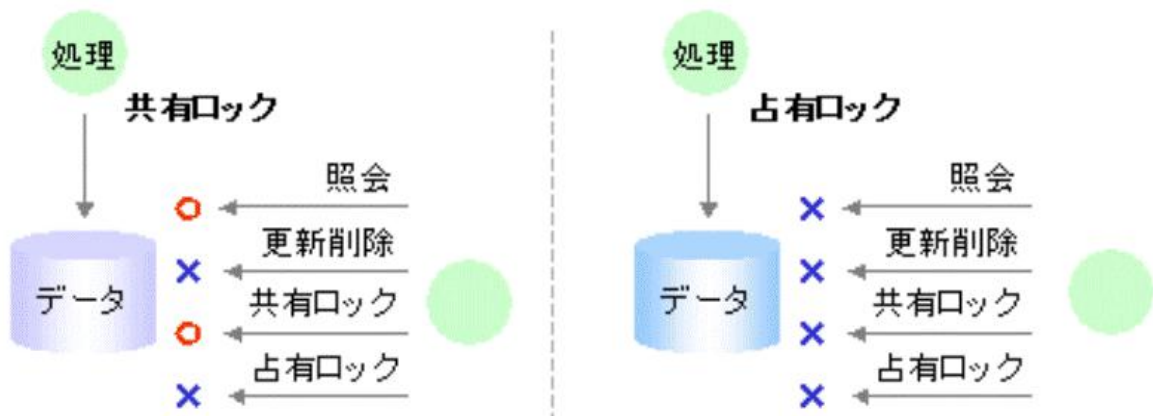 処理
共有ロック
照会
更新削除
共有ロック
占有ロック
データ
処理
占有ロック
照会
更新削除
共有ロック
占有ロック
データ